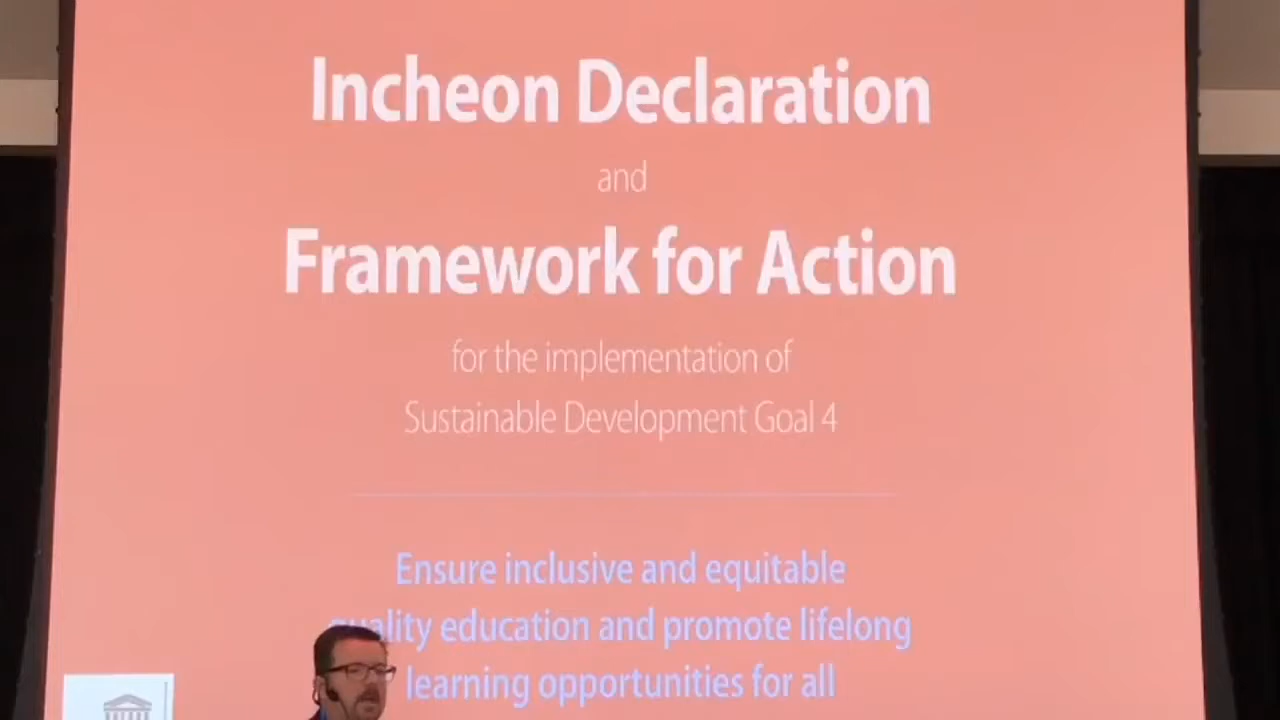 Incheon Declaration
and
Framework for Action
for the implementation of
Sustainable Development Goal 4
Ensure inclusive and equitable
quality education and promote lifelong
learning opportunities for all